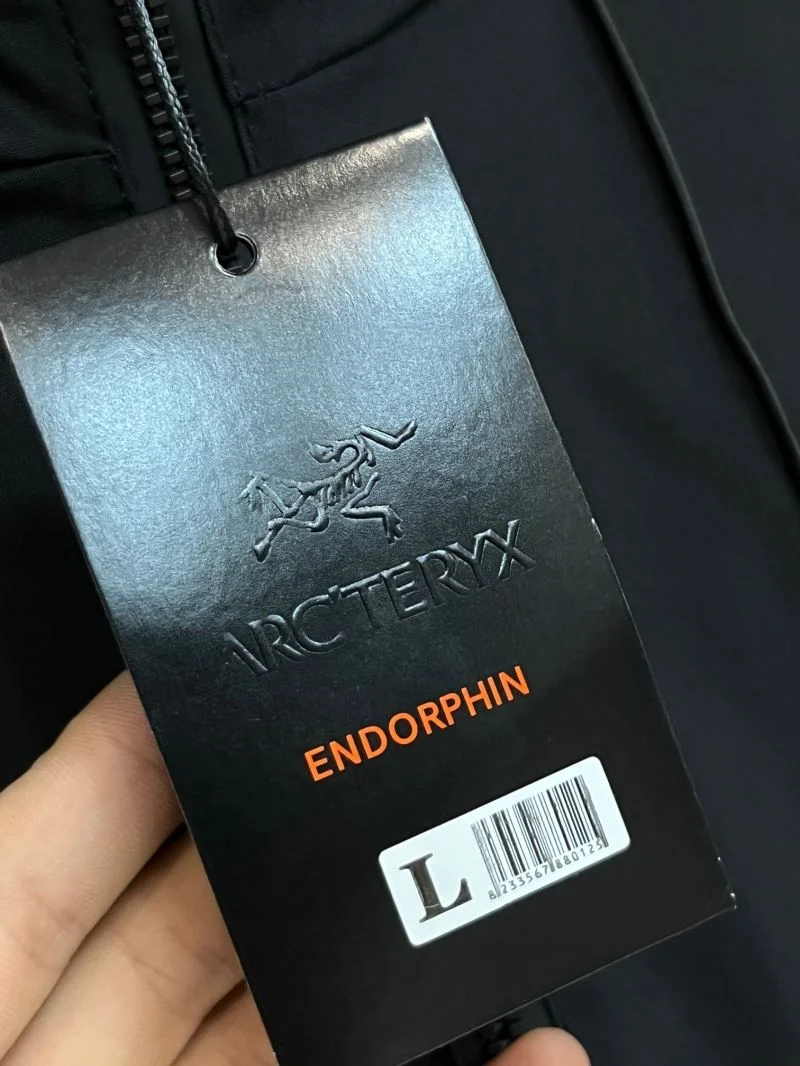 ARC'TERYX
ENDORPHIN
L
8233567880125